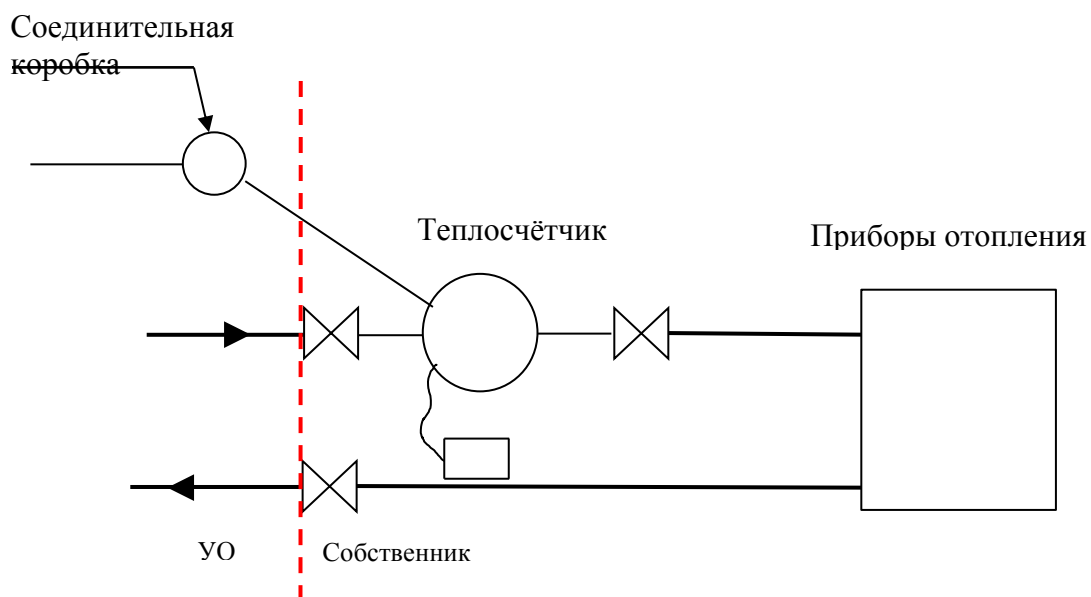 Соединительная
коробка
Теплосчётчик
Приборы отопления
УО
Собственник